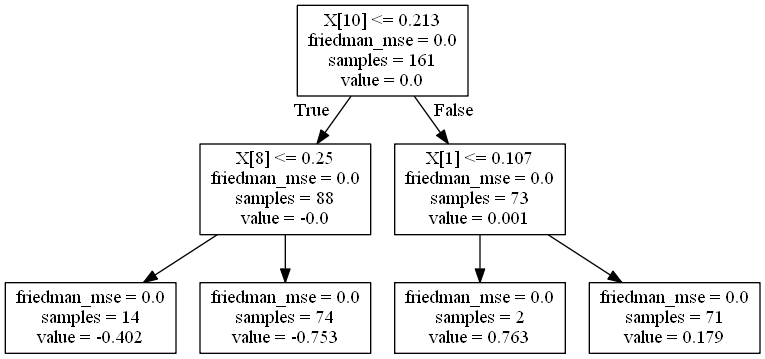 X[10] <= 0.213
friedman_mse = 0.0
samples = 161
value = 0.0
True
False
X[8] <= 0.25
friedman_mse = 0.0
samples = 88
value = -0.0
X[1] <= 0.107
friedman_mse = 0.0
samples = 73
value = 0.001
friedman_mse = 0.0
samples = 14
value = -0.402
friedman_mse = 0.0
samples = 74
value = -0.753
friedman_mse = 0.0
samples = 2
value = 0.763
friedman_mse = 0.0
samples = 71
value = 0.179